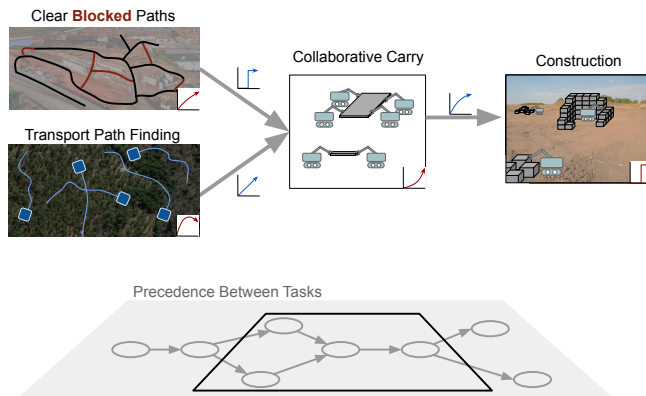 Clear Blocked Paths
Collaborative Carry
Construction
Transport Path Finding
Precedence Between Tasks